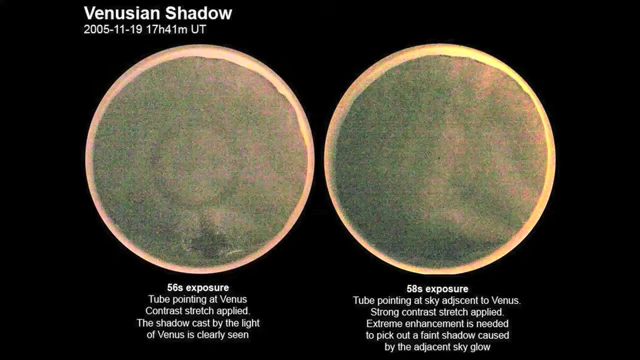 Venusian Shadow
2005-11-19 17h41m UT
56s exposure
Tube pointing at Venus
Contrast stretch applied.
The shadow cast by the light
of Venus is clearly seen
58s exposure
Tube pointing at sky adjscent to Venus.
Strong contrast stretch applied.
Extreme enhancement is needed
to pick out a faint shadow caused
by the adjacent sky glow